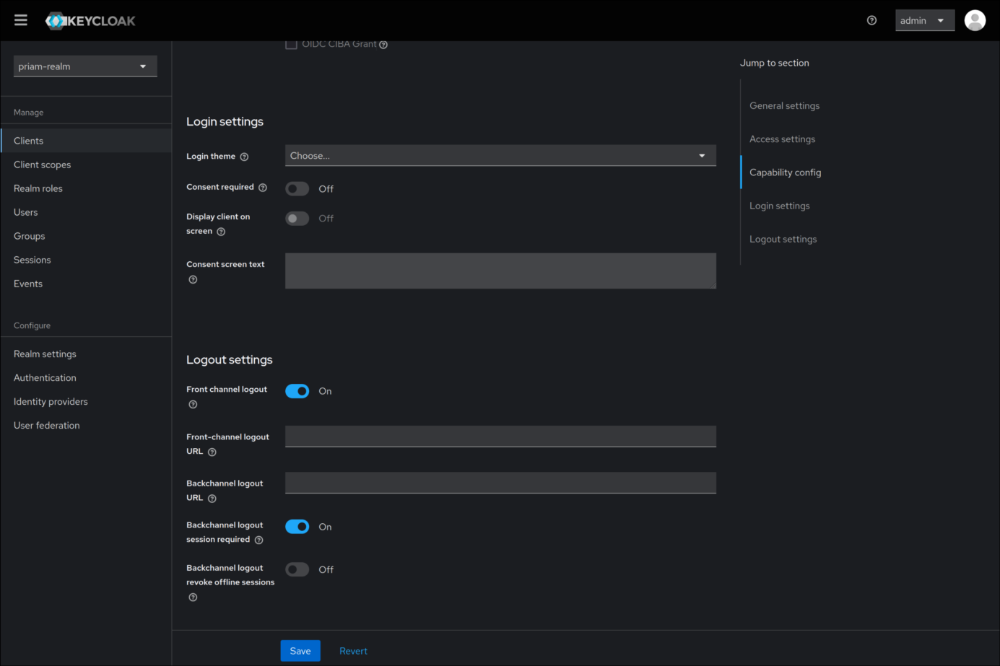 KEYCLOAK
admin
priam-realm
Manage
Clients
Client scopes
Realm roles
Users
Groups
Sessions
Events
Configure
Realm settings
Authentication
Identity providers
User federation
OIDC CIBA Grant
Login settings
Login theme
Choose...
Consent required
Off
Display client on
screen
Off
Consent screen text
Logout settings
Front channel logout
On
Front-channel logout
URL
Backchannel logout
URL
Backchannel logout
session required
On
Backchannel logout
revoke offline sessions
Off
Save
Revert
Jump to section
General settings
Access settings
Capability config
Login settings
Logout settings